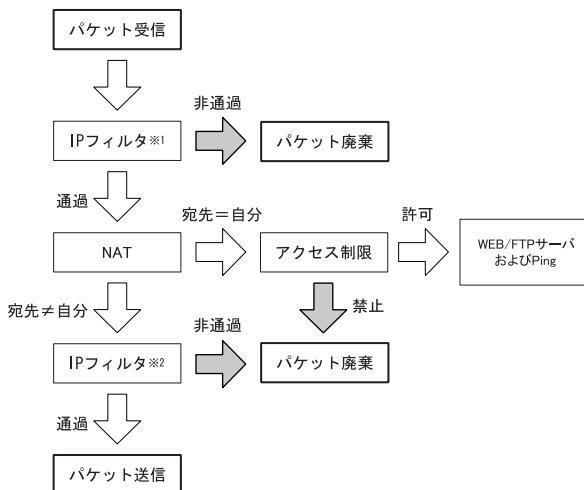 パケット受信
非通過
IPフィルタ※1
パケット廃棄
通過
宛先＝自分
許可
NAT
アクセス制限
WEB/FTPサーバ
およびPing
宛先≠自分
禁止
非通過
IPフィルタ※2
パケット廃棄
通過
パケット送信